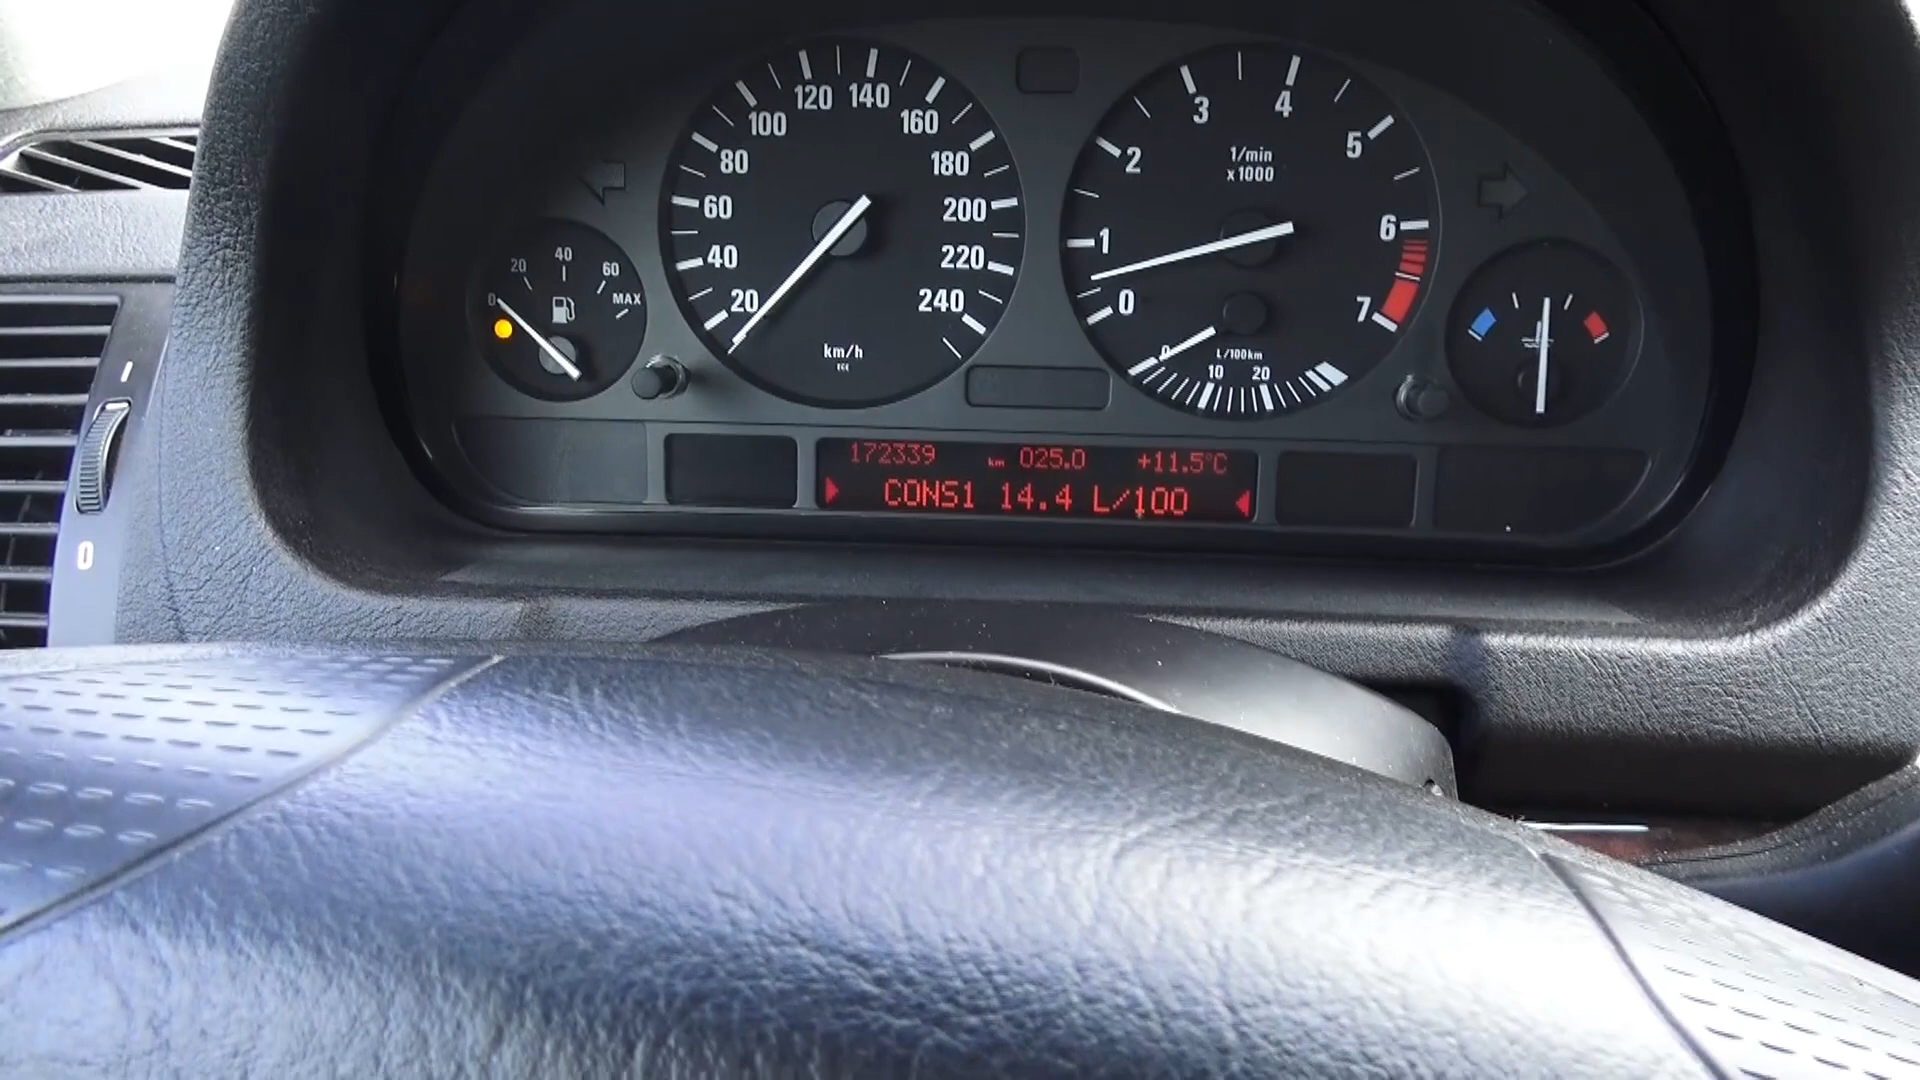 0 20 40 60 MAX
20 40 60 80 100 120 140 160 180 200 220 240
km/h
0 1 2 3 4 5 6 7
1/min
x1000
0 L/100km
10 20
172339 km 025.0 +11.5°C
CONS1 14.4 L/100
0